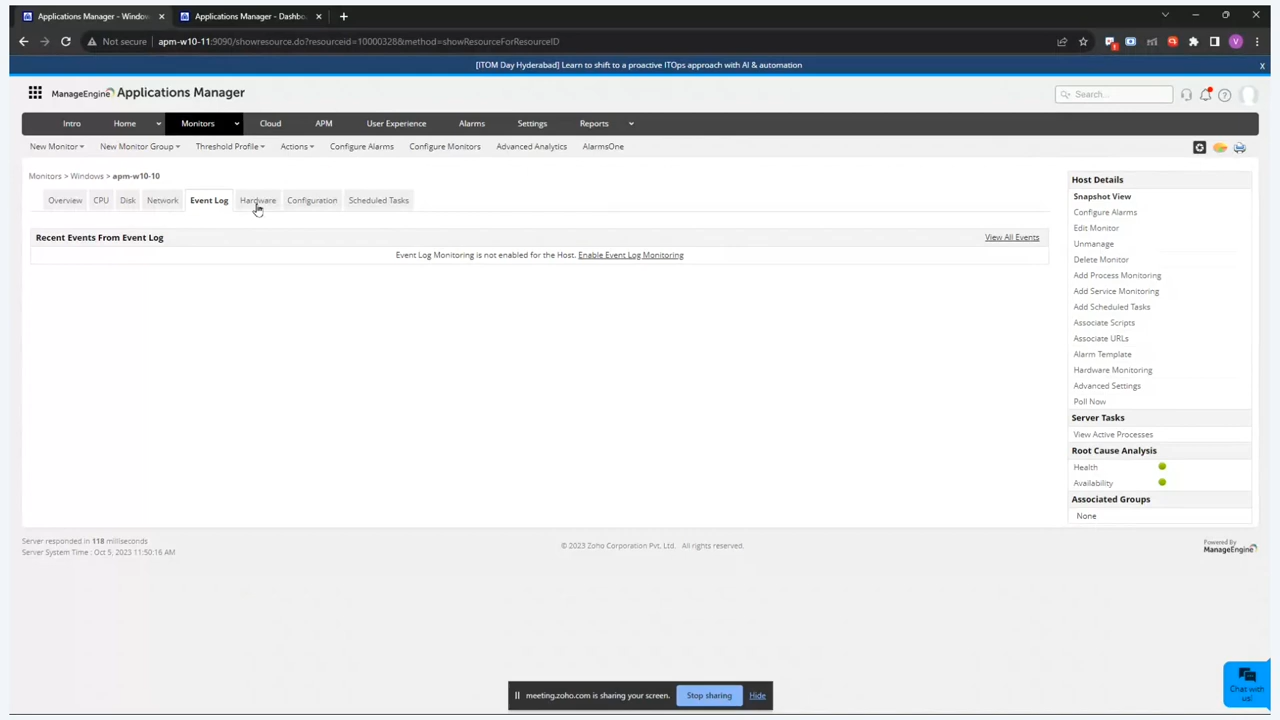 Applications Manager - Window
Applications Manager - Dashbo
Not secure
apm-w10-11:9090/showresource.do?resourceid=10000328&method=showResourceForResourceID
V
[ITOM Day Hyderabad] Learn to shift to a proactive ITOps approach with AI & automation
X
ManageEngine Applications Manager
Search...
Intro
Home
Monitors
Cloud
APM
User Experience
Alarms
Settings
Reports
New Monitor
New Monitor Group
Threshold Profile
Actions
Configure Alarms
Configure Monitors
Advanced Analytics
AlarmsOne
Monitors > Windows > apm-w10-10
Overview
CPU
Disk
Network
Event Log
Hardware
Configuration
Scheduled Tasks
Recent Events From Event Log
View All Events
Event Log Monitoring is not enabled for the Host. Enable Event Log Monitoring
Host Details
Snapshot View
Configure Alarms
Edit Monitor
Unmanage
Delete Monitor
Add Process Monitoring
Add Service Monitoring
Add Scheduled Tasks
Associate Scripts
Associate URLs
Alarm Template
Hardware Monitoring
Advanced Settings
Poll Now
Server Tasks
View Active Processes
Root Cause Analysis
Health
Availability
Associated Groups
None
Server responded in 118 milliseconds
Server System Time : Oct 5, 2023 11:50:16 AM
© 2023 Zoho Corporation Pvt. Ltd. All rights reserved.
Powered By
ManageEngine
meeting.zoho.com is sharing your screen.
Stop sharing
Hide
Chat with
us!